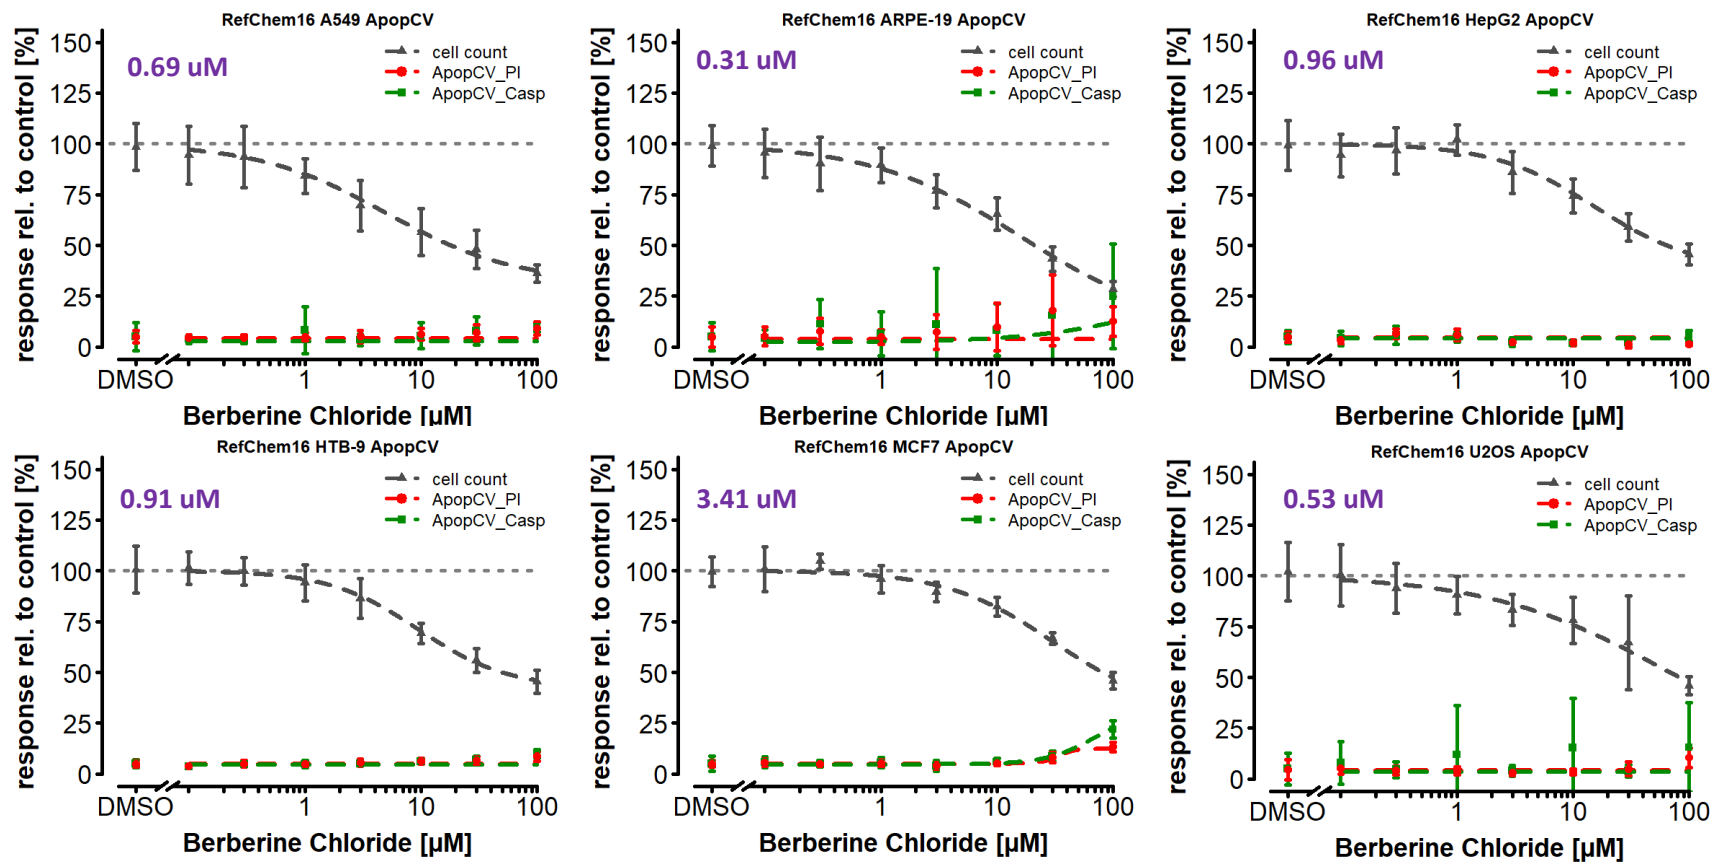 RefChem16 A549 ApopCV
response rel. to control [%]
150
125
100
75
50
25
0
0.69 uM
cell count
ApopCV_PI
ApopCV_Casp
DMSO 1 10 100
Berberine Chloride [µM]
RefChem16 ARPE-19 ApopCV
response rel. to control [%]
150
125
100
75
50
25
0
0.31 uM
cell count
ApopCV_PI
ApopCV_Casp
DMSO 1 10 100
Berberine Chloride [µM]
RefChem16 HepG2 ApopCV
response rel. to control [%]
150
125
100
75
50
25
0
0.96 uM
cell count
ApopCV_PI
ApopCV_Casp
DMSO 1 10 100
Berberine Chloride [µM]
RefChem16 HTB-9 ApopCV
response rel. to control [%]
150
125
100
75
50
25
0
0.91 uM
cell count
ApopCV_PI
ApopCV_Casp
DMSO 1 10 100
Berberine Chloride [µM]
RefChem16 MCF7 ApopCV
response rel. to control [%]
150
125
100
75
50
25
0
3.41 uM
cell count
ApopCV_PI
ApopCV_Casp
DMSO 1 10 100
Berberine Chloride [µM]
RefChem16 U2OS ApopCV
response rel. to control [%]
150
125
100
75
50
25
0
0.53 uM
cell count
ApopCV_PI
ApopCV_Casp
DMSO 1 10 100
Berberine Chloride [µM]